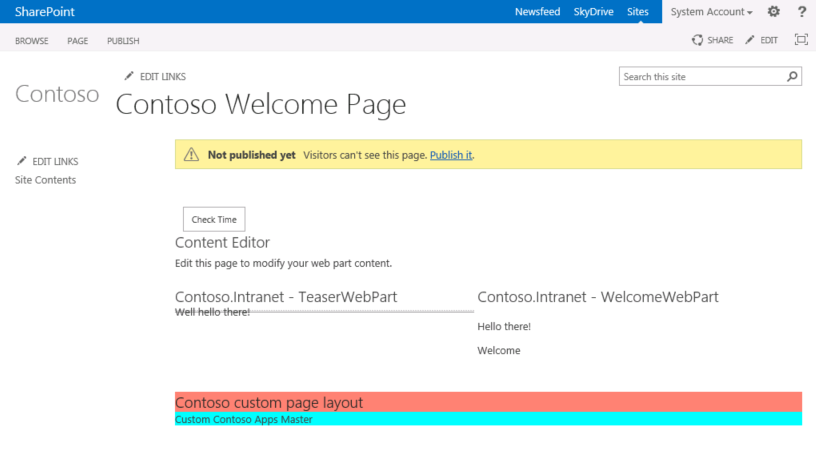 SharePoint
Newsfeed SkyDrive Sites System Account ?
BROWSE PAGE PUBLISH SHARE EDIT
EDIT LINKS
Search this site
Contoso
Contoso Welcome Page
Not published yet Visitors can't see this page. Publish it.
EDIT LINKS
Site Contents
Check Time
Content Editor
Edit this page to modify your web part content.
Contoso.Intranet - TeaserWebPart
Well hello there!
Contoso.Intranet - WelcomeWebPart
Hello there!
Welcome
Contoso custom page layout
Custom Contoso Apps Master